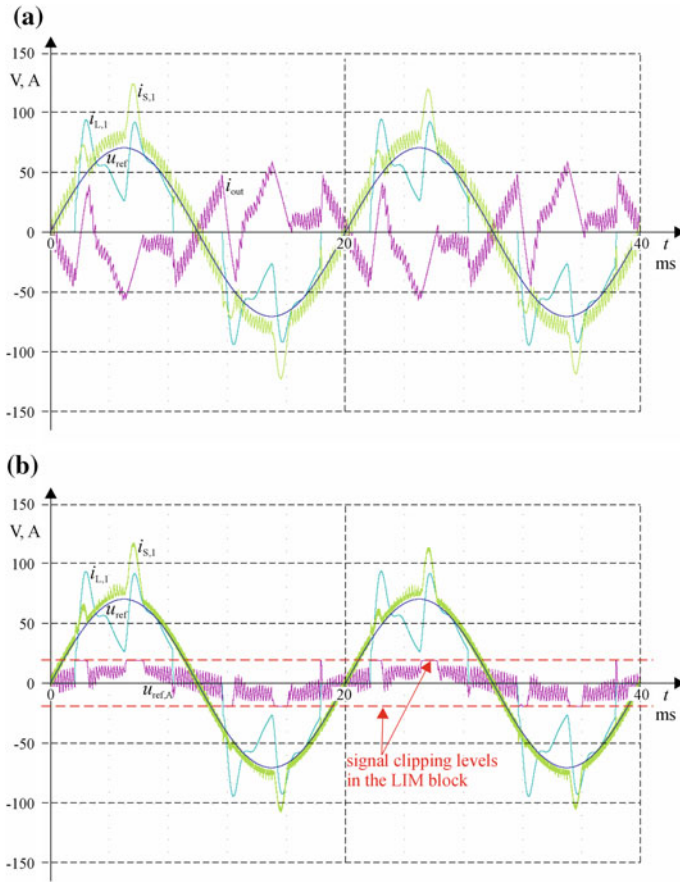 (a)
150
V, A
100
50
0
-50
-100
-150
i_S,1
i_L,1
u_ref
i_out
0
20
40
t
ms
(b)
150
V, A
100
50
0
-50
-100
-150
i_S,1
i_L,1
u_ref
u_ref,A
0
20
40
t
ms
signal clipping levels
in the LIM block